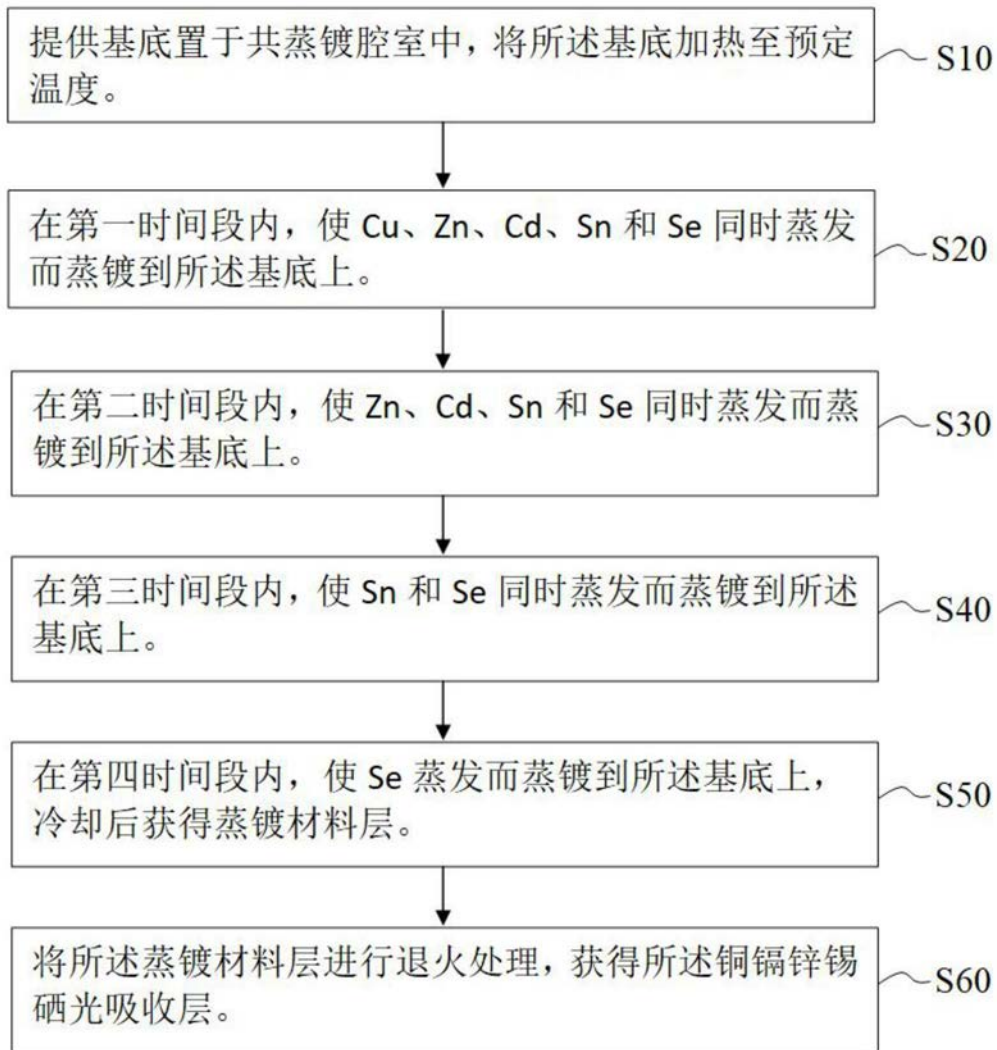 提供基底置于共蒸镀腔室中，将所述基底加热至预定
温度。
S10
在第一时间段内，使 Cu、Zn、Cd、Sn 和 Se 同时蒸发
而蒸镀到所述基底上。
S20
在第二时间段内，使 Zn、Cd、Sn 和 Se 同时蒸发而蒸
镀到所述基底上。
S30
在第三时间段内，使 Sn 和 Se 同时蒸发而蒸镀到所述
基底上。
S40
在第四时间段内，使 Se 蒸发而蒸镀到所述基底上，
冷却后获得蒸镀材料层。
S50
将所述蒸镀材料层进行退火处理，获得所述铜镉锌锡
硒光吸收层。
S60